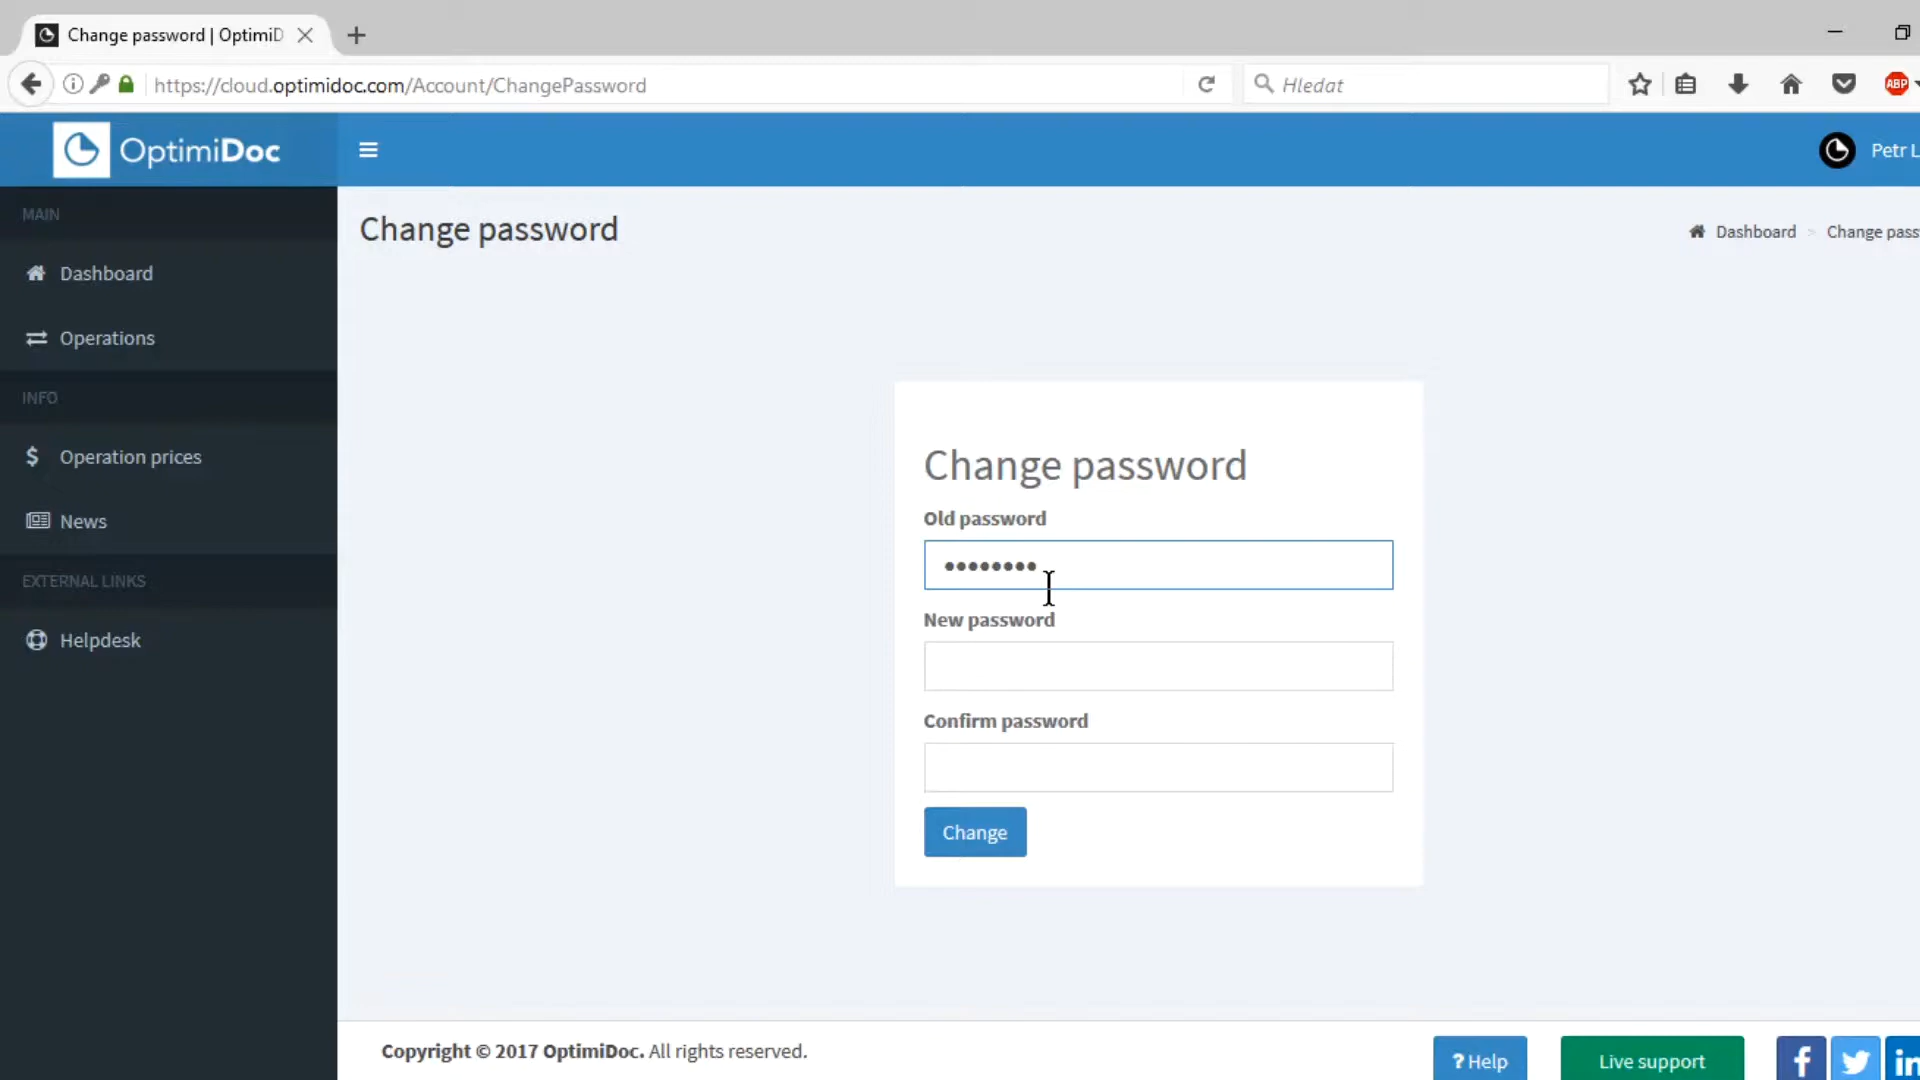 Change password | OptimiD
https://cloud.optimidoc.com/Account/ChangePassword
Hledat
ABP
OptimiDoc
Petr L
MAIN
Change password
Dashboard > Change pass
Dashboard
Operations
INFO
Operation prices
News
EXTERNAL LINKS
Helpdesk
Change password
Old password
••••••••
New password
Confirm password
Change
Copyright © 2017 OptimiDoc. All rights reserved.
? Help
Live support